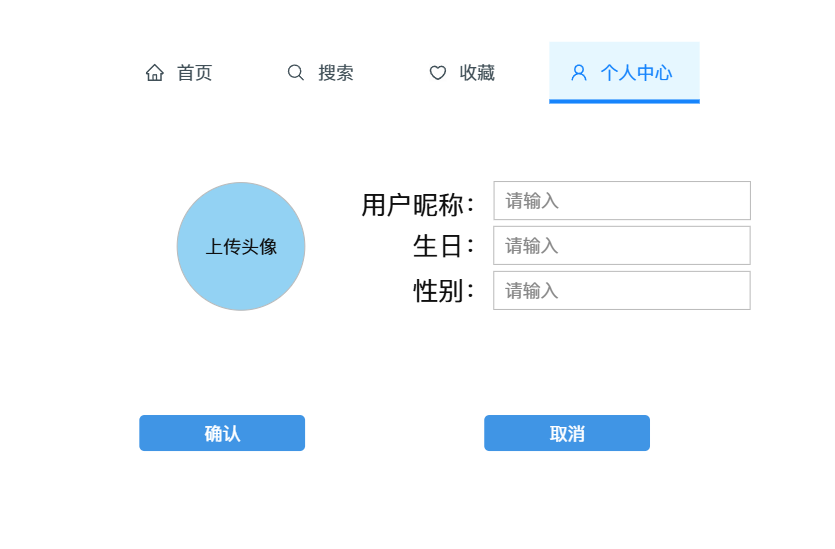 首页 搜索 收藏 个人中心
上传头像
用户昵称： 请输入
生日： 请输入
性别： 请输入
确认 取消